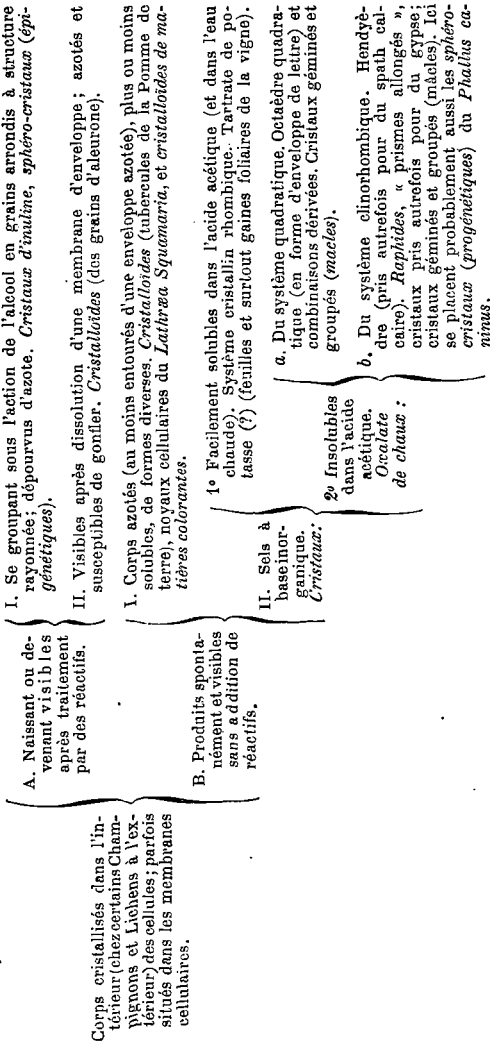 Corps cristallisés dans l'in-
térieur (chez certains Cham-
pignons et Lichens à l'ex-
térieur) des cellules; parfois
situés dans les membranes
cellulaires.
A. Naissant ou de-
venant visibles
après traitement
par des réactifs.
I. Se groupant sous l'action de l'alcool en grains arrondis à structure
rayonnée; dépourvus d'azote. Cristaux d'inuline, sphéro-cristaux (épi-
génétiques).
II. Visibles après dissolution d'une membrane d'enveloppe; azotés et
susceptibles de gonfler. Cristalloïdes (des grains d'aleurone).
B. Produits sponta-
nément et visibles
sans addition de
réactifs.
I. Corps azotés (au moins entourés d'une enveloppe azotée), plus ou moins
solubles, de formes diverses. Cristalloïdes (tubercules de la Pomme de
terre), noyaux cellulaires du Lathræa Squamaria, et cristalloïdes de ma-
tières colorantes.
II. Sels à
base inor-
ganique.
Cristaux:
1º Facilement solubles dans l'acide acétique (et dans l'eau
chaude). Système cristallin rhombique. Tartrate de po-
tasse (?) (feuilles et surtout gaines foliaires de la vigne).
2º Insolubles
dans l'acide
acétique.
Oxalate
de chaux:
a. Du système quadratique. Octaèdre quadra-
tique (en forme d'enveloppe de lettre) et
combinaisons dérivées. Cristaux géminés et
groupés (macles).
b. Du système clinorhombique. Hendyè-
dre (pris autrefois pour du spath cal-
caire). Raphides, « prismes allongés »,
cristaux pris autrefois pour du gypse;
cristaux géminés et groupés (mâcles). Ici
se placent probablement aussi les sphéro-
cristaux (progénétiques) du Phallus ca-
ninus.